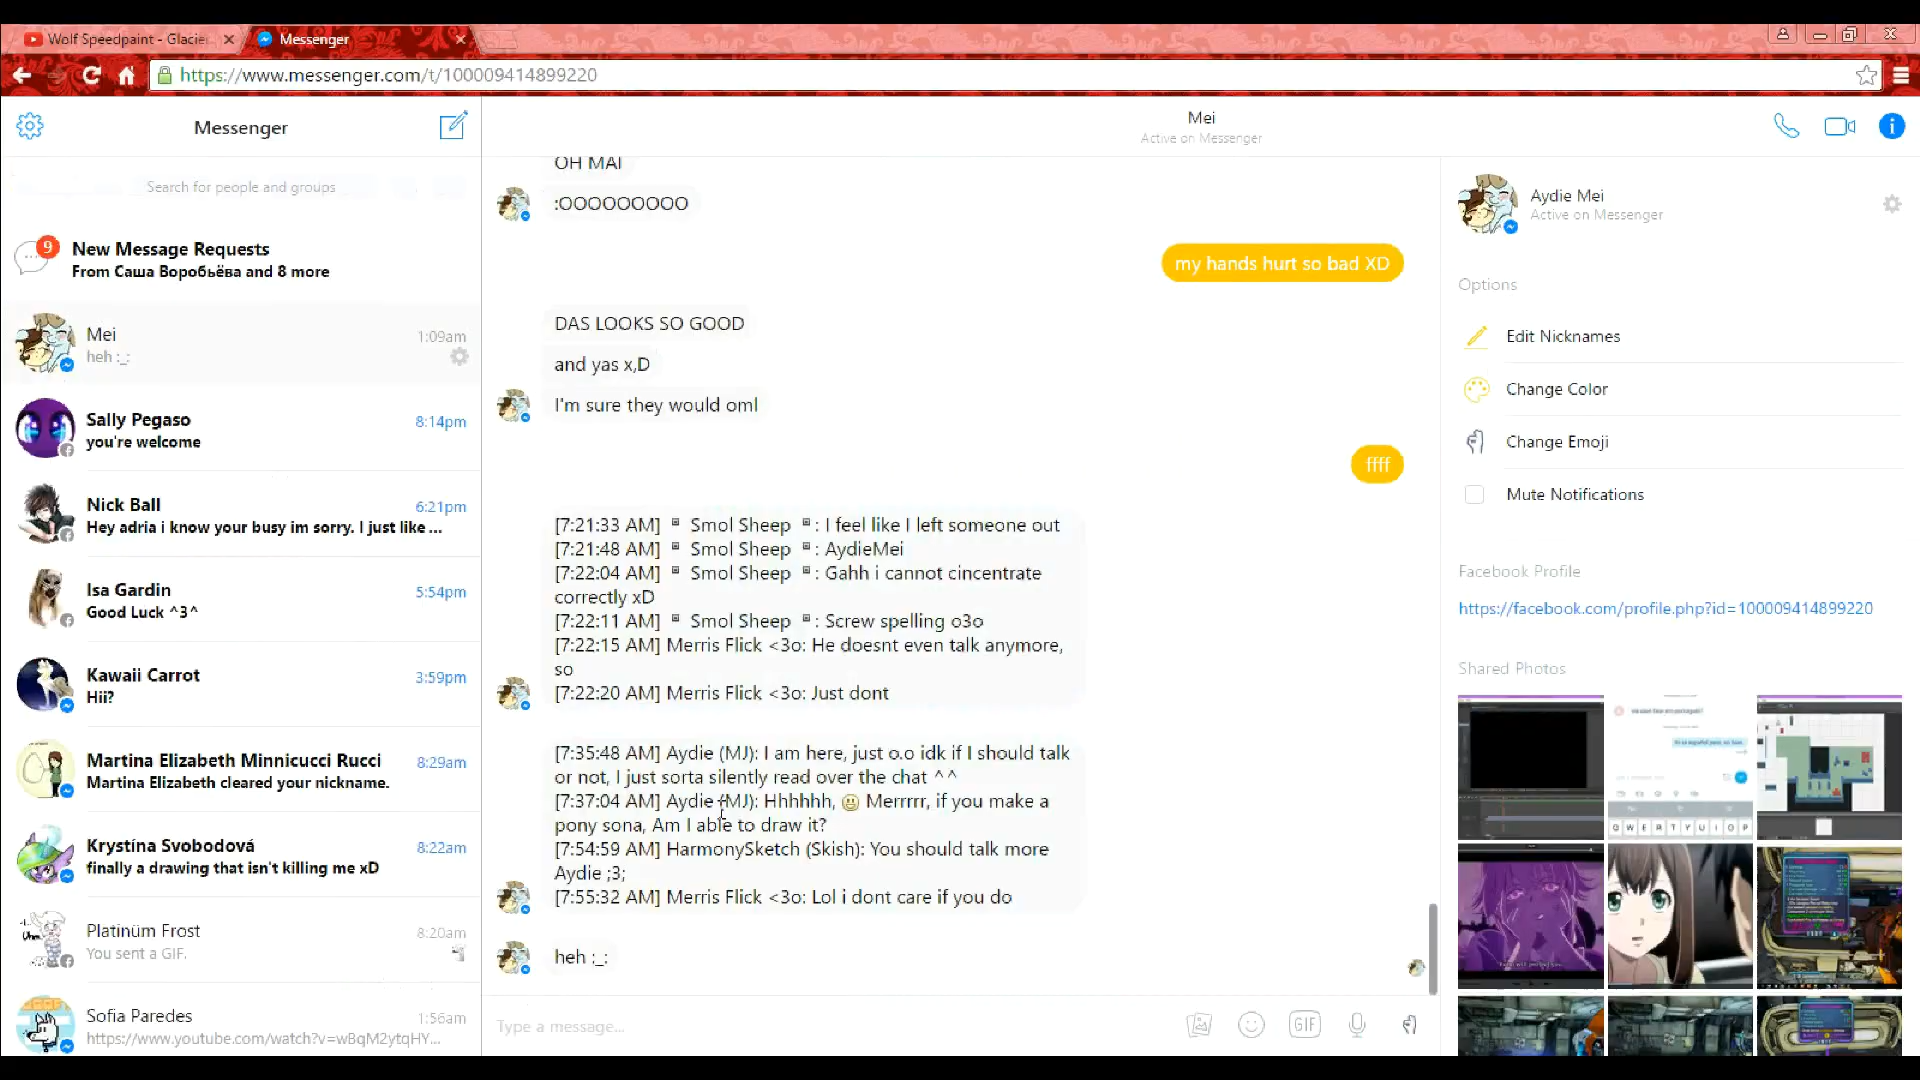 Wolf Speedpaint - Glacie
Messenger
https://www.messenger.com/t/100009414899220
Messenger
Search for people and groups
9
New Message Requests
From Саша Воробьёва and 8 more
Mei
1:09am
heh :_:
Sally Pegaso
8:14pm
you're welcome
Nick Ball
6:21pm
Hey adria i know your busy im sorry. I just like ...
Isa Gardin
5:54pm
Good Luck ^3^
Kawaii Carrot
3:59pm
Hii?
Martina Elizabeth Minnicucci Rucci
8:29am
Martina Elizabeth cleared your nickname.
Krystína Svobodová
8:22am
finally a drawing that isn't killing me xD
Platinüm Frost
8:20am
You sent a GIF.
Sofia Paredes
1:56am
https://www.youtube.com/watch?v=wBqM2ytqHY...
Mei
Active on Messenger
OH MAI
:OOOOOOOOO
my hands hurt so bad XD
DAS LOOKS SO GOOD
and yas x,D
I'm sure they would oml
ffff
[7:21:33 AM] Smol Sheep : I feel like I left someone out
[7:21:48 AM] Smol Sheep : AydieMei
[7:22:04 AM] Smol Sheep : Gahh i cannot cincentrate
correctly xD
[7:22:11 AM] Smol Sheep : Screw spelling o3o
[7:22:15 AM] Merris Flick <3o: He doesnt even talk anymore,
so
[7:22:20 AM] Merris Flick <3o: Just dont
[7:35:48 AM] Aydie (MJ): I am here, just o.o idk if I should talk
or not, I just sorta silently read over the chat ^^
[7:37:04 AM] Aydie (MJ): Hhhhhh, 😃 Merrrrr, if you make a
pony sona, Am I able to draw it?
[7:54:59 AM] HarmonySketch (Skish): You should talk more
Aydie ;3;
[7:55:32 AM] Merris Flick <3o: Lol i dont care if you do
heh :_:
Type a message...
GIF
Aydie Mei
Active on Messenger
Options
Edit Nicknames
Change Color
Change Emoji
Mute Notifications
Facebook Profile
https://facebook.com/profile.php?id=100009414899220
Shared Photos
Q W E R T Y U I O P